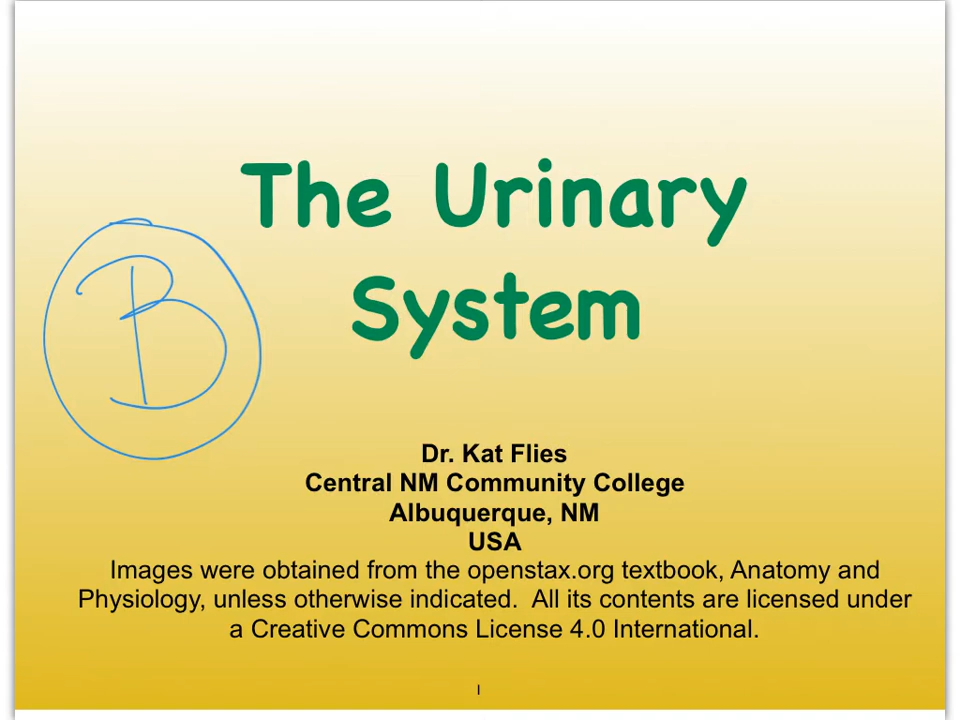 The Urinary
System
B
Dr. Kat Flies
Central NM Community College
Albuquerque, NM
USA
Images were obtained from the openstax.org textbook, Anatomy and
Physiology, unless otherwise indicated.  All its contents are licensed under
a Creative Commons License 4.0 International.
1